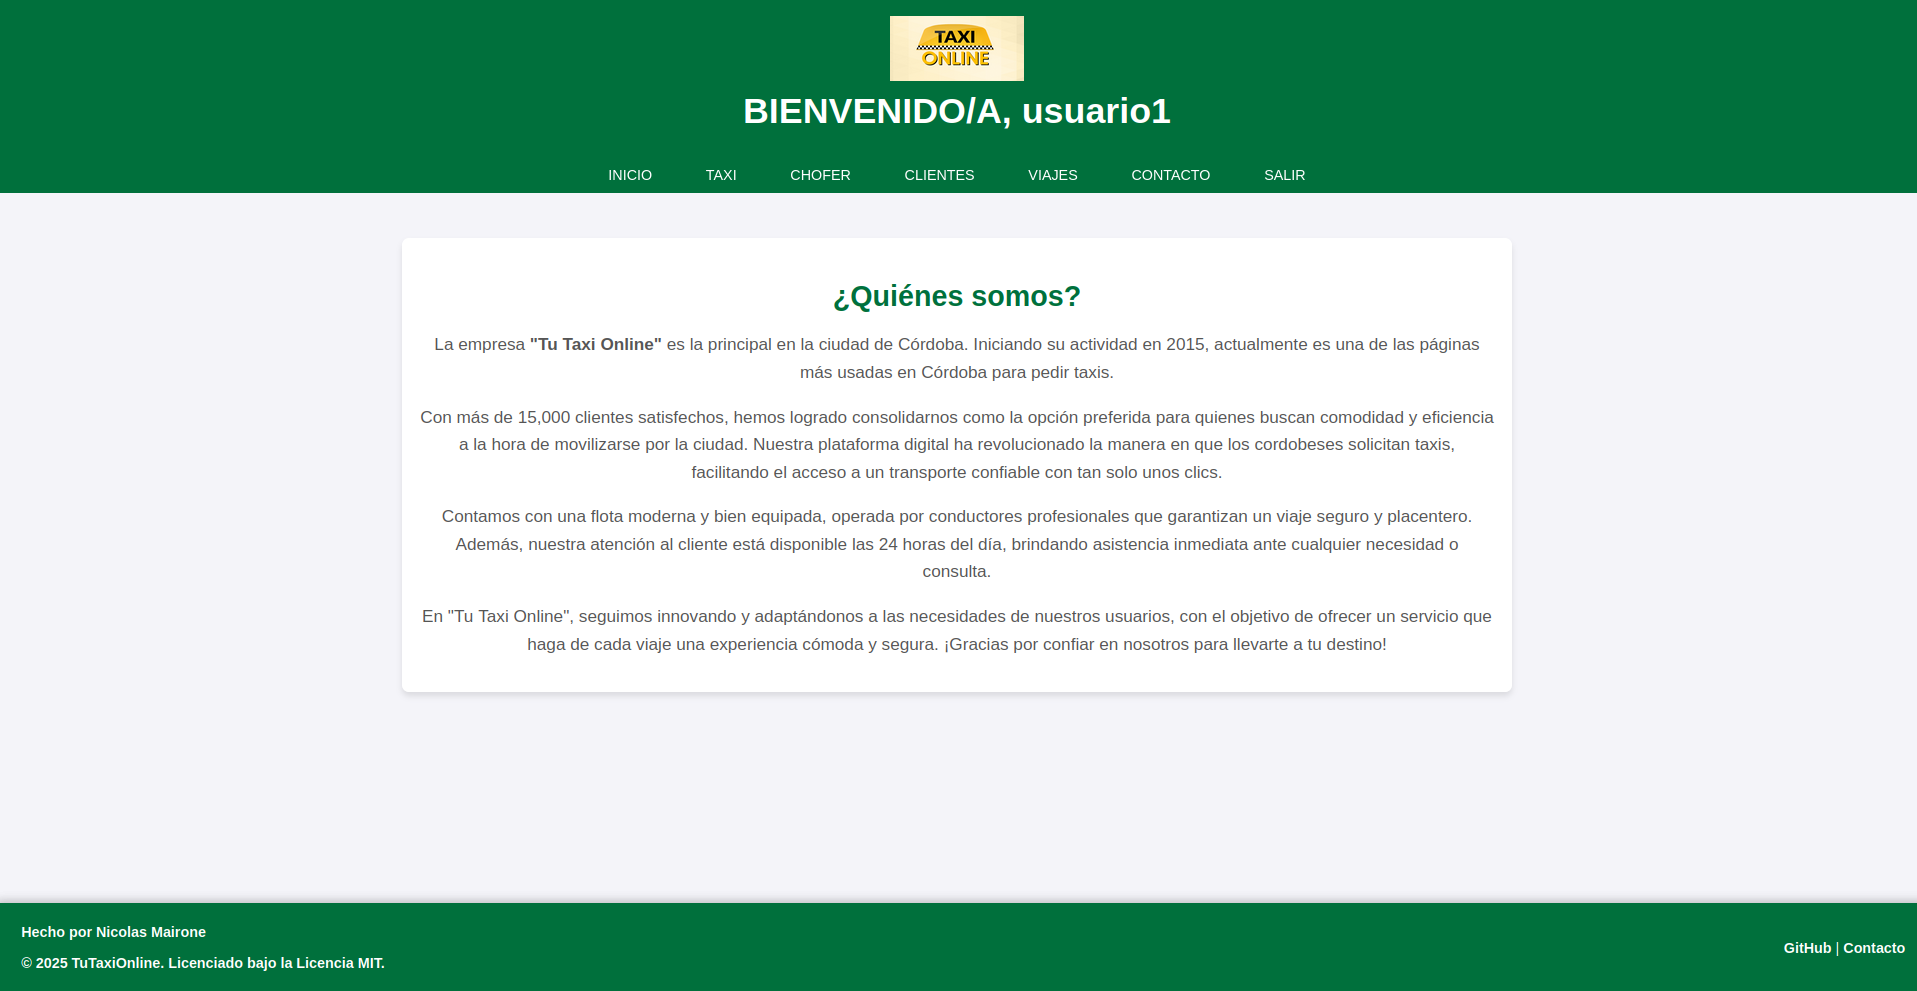 TAXI
ONLINE
BIENVENIDO/A, usuario1
INICIO TAXI CHOFER CLIENTES VIAJES CONTACTO SALIR
¿Quiénes somos?
La empresa "Tu Taxi Online" es la principal en la ciudad de Córdoba. Iniciando su actividad en 2015, actualmente es una de las páginas
más usadas en Córdoba para pedir taxis.
Con más de 15,000 clientes satisfechos, hemos logrado consolidarnos como la opción preferida para quienes buscan comodidad y eficiencia
a la hora de movilizarse por la ciudad. Nuestra plataforma digital ha revolucionado la manera en que los cordobeses solicitan taxis,
facilitando el acceso a un transporte confiable con tan solo unos clics.
Contamos con una flota moderna y bien equipada, operada por conductores profesionales que garantizan un viaje seguro y placentero.
Además, nuestra atención al cliente está disponible las 24 horas del día, brindando asistencia inmediata ante cualquier necesidad o
consulta.
En "Tu Taxi Online", seguimos innovando y adaptándonos a las necesidades de nuestros usuarios, con el objetivo de ofrecer un servicio que
haga de cada viaje una experiencia cómoda y segura. ¡Gracias por confiar en nosotros para llevarte a tu destino!
Hecho por Nicolas Mairone
© 2025 TuTaxiOnline. Licenciado bajo la Licencia MIT.
GitHub | Contacto